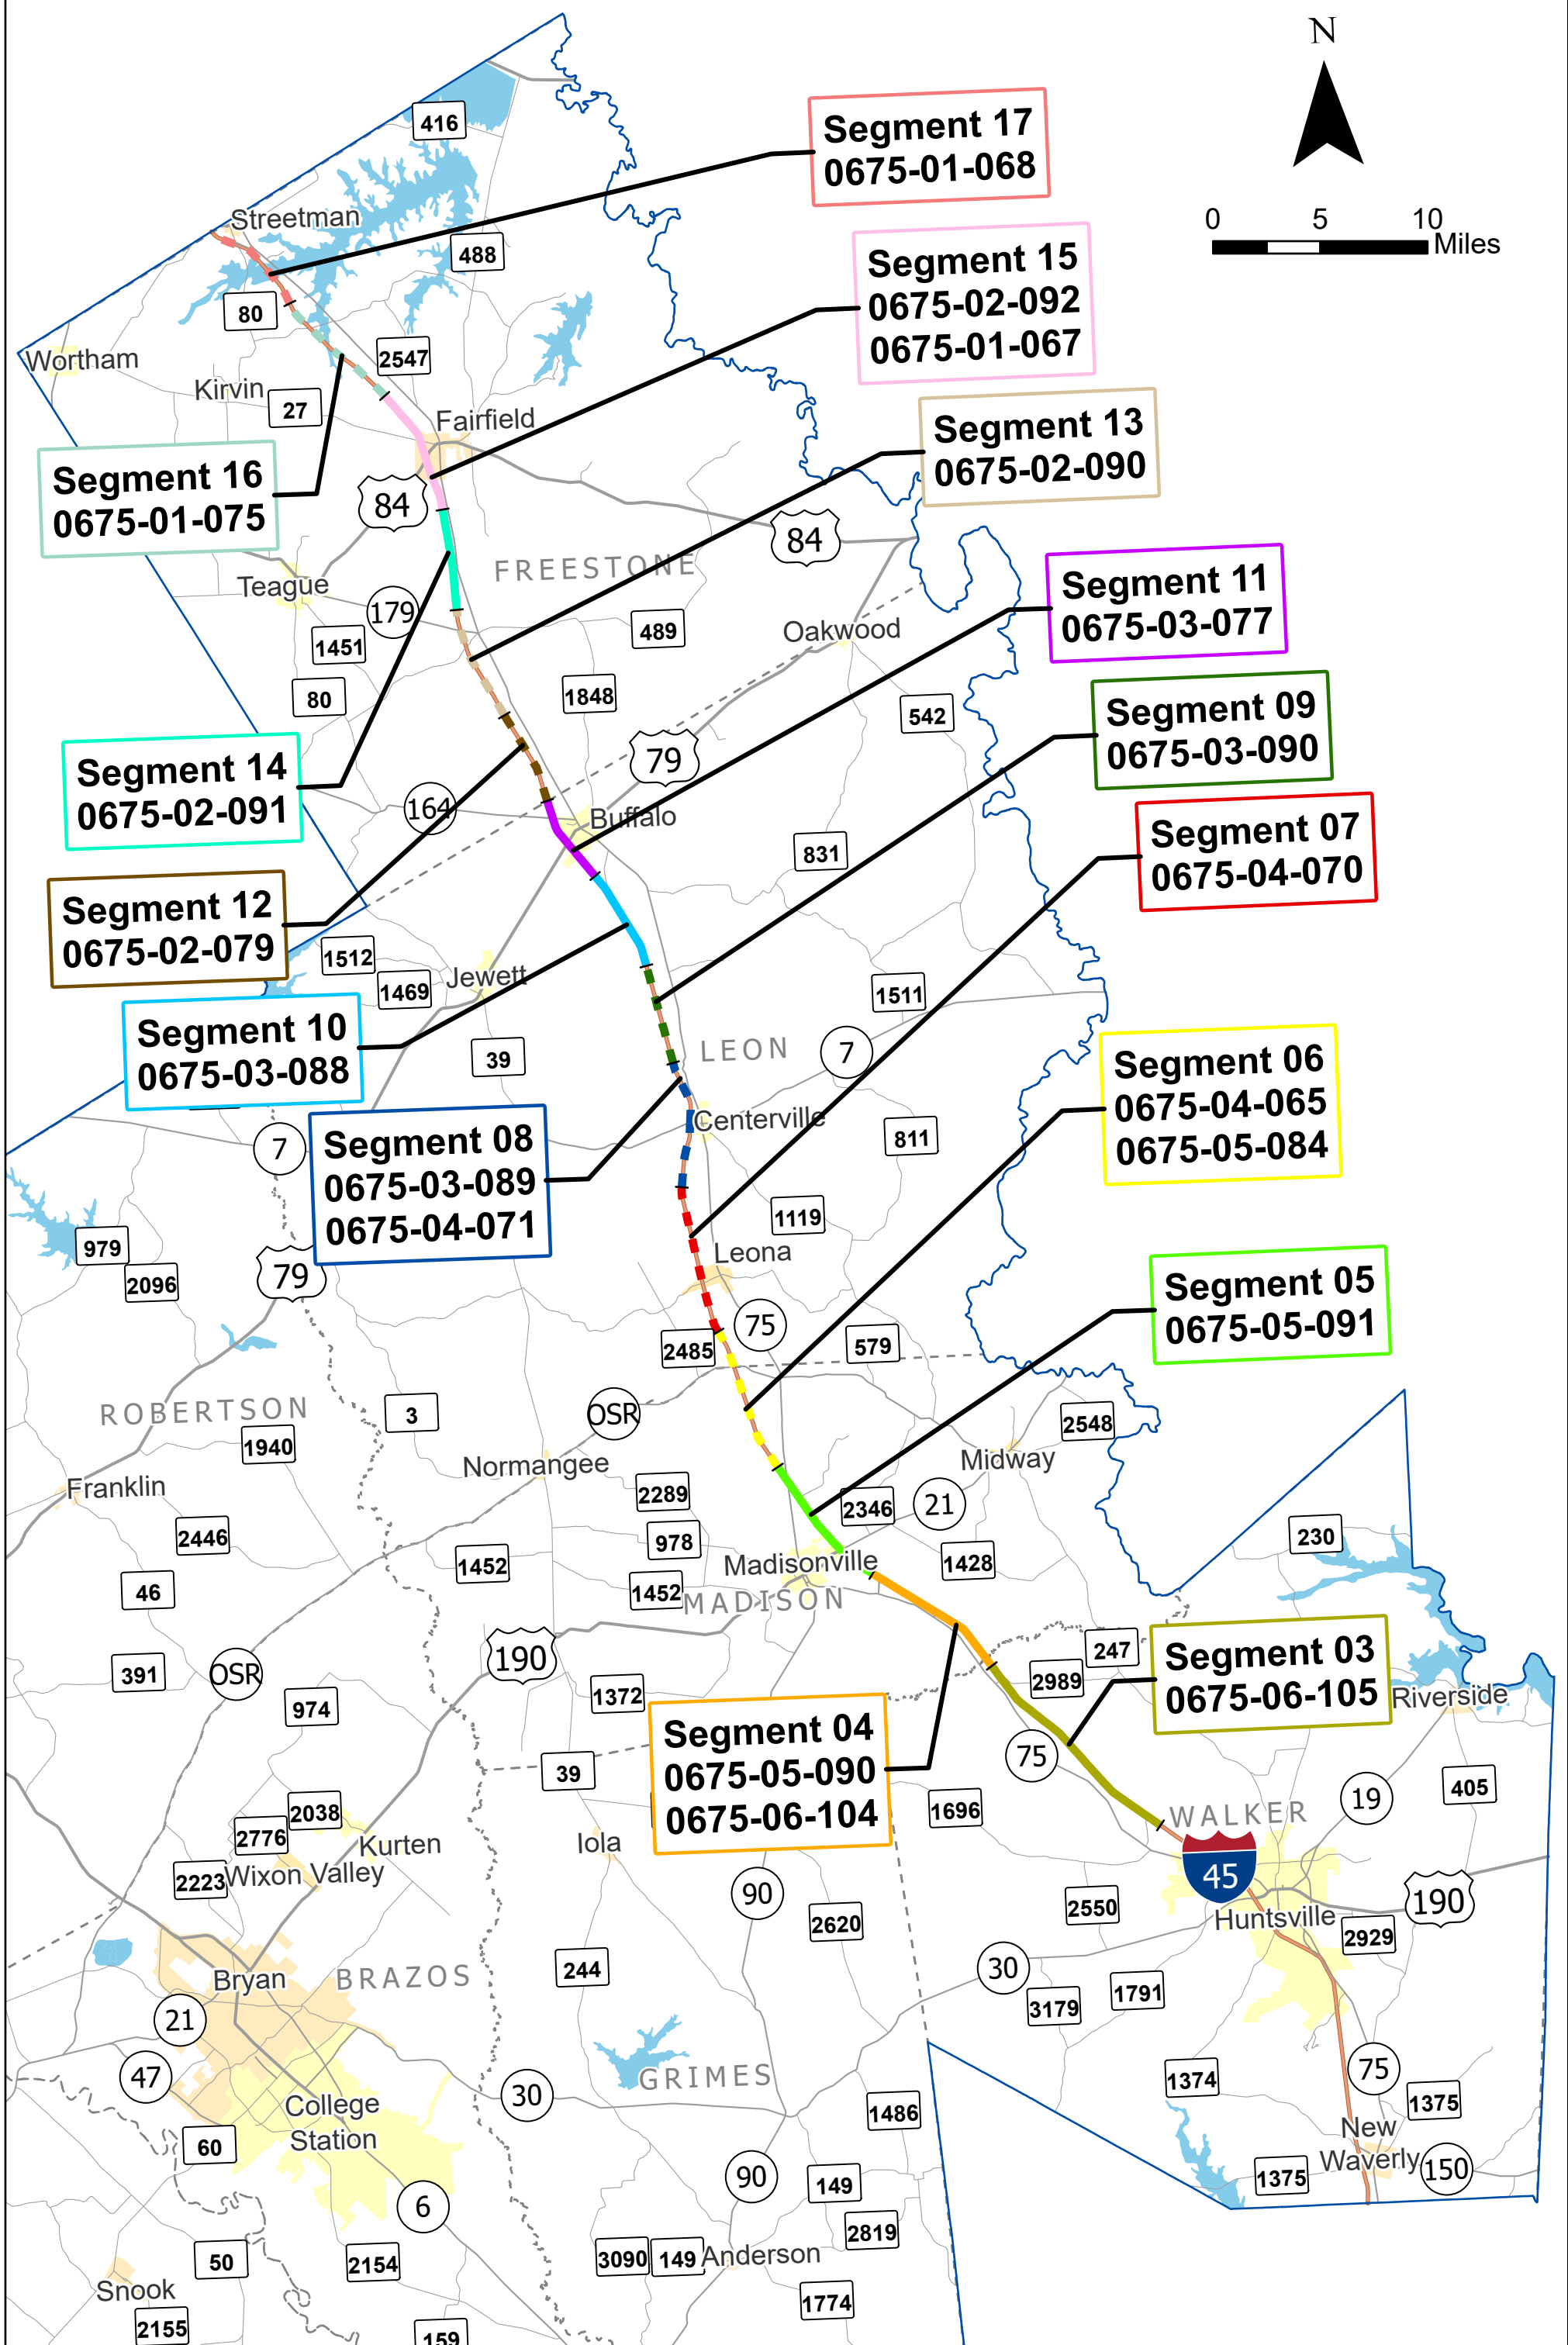 N
0 5 10
Miles
416
Segment 17
0675-01-068
Streetman
488
Segment 15
0675-02-092
0675-01-067
80
2547
Wortham
Kirvin
27
Fairfield
Segment 13
0675-02-090
Segment 16
0675-01-075
84
84
FREESTONE
Segment 11
0675-03-077
Teague
179
489
Oakwood
1451
80
1848
542
Segment 09
0675-03-090
79
Segment 14
0675-02-091
164
Buffalo
831
Segment 07
0675-04-070
Segment 12
0675-02-079
1512
1469
Jewett
1511
Segment 10
0675-03-088
39
LEON
7
Segment 06
0675-04-065
0675-05-084
Centerville
811
7
Segment 08
0675-03-089
0675-04-071
979
2096
79
1119
Leona
Segment 05
0675-05-091
75
2485
579
ROBERTSON
3
OSR
1940
2548
Normangee
Midway
Franklin
2289
2346
21
2446
978
1452
Madisonville
1428
230
46
1452
MADISON
190
391
OSR
247
2989
Segment 03
0675-06-105
Riverside
974
1372
Segment 04
0675-05-090
0675-06-104
75
39
405
2038
2776
Kurten
Iola
1696
WALKER
19
2223
Wixon Valley
45
90
2550
190
2620
Huntsville
2929
Bryan
BRAZOS
244
30
1791
3179
21
47
GRIMES
1374
75
30
College
Station
1486
1375
60
New
Waverly
90
149
1375
150
6
2819
50
2154
3090
149
Anderson
Snook
1774
2155
159